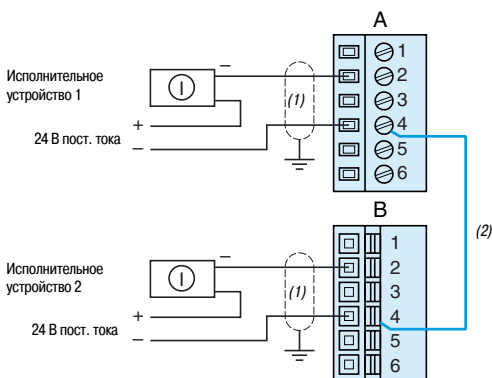 A
Исполнительное
устройство 1
–
1
2
(1)
3
+
4
24 В пост. тока
–
5
6
B
(2)
Исполнительное
устройство 2
–
1
2
(1)
3
+
4
24 В пост. тока
–
5
6